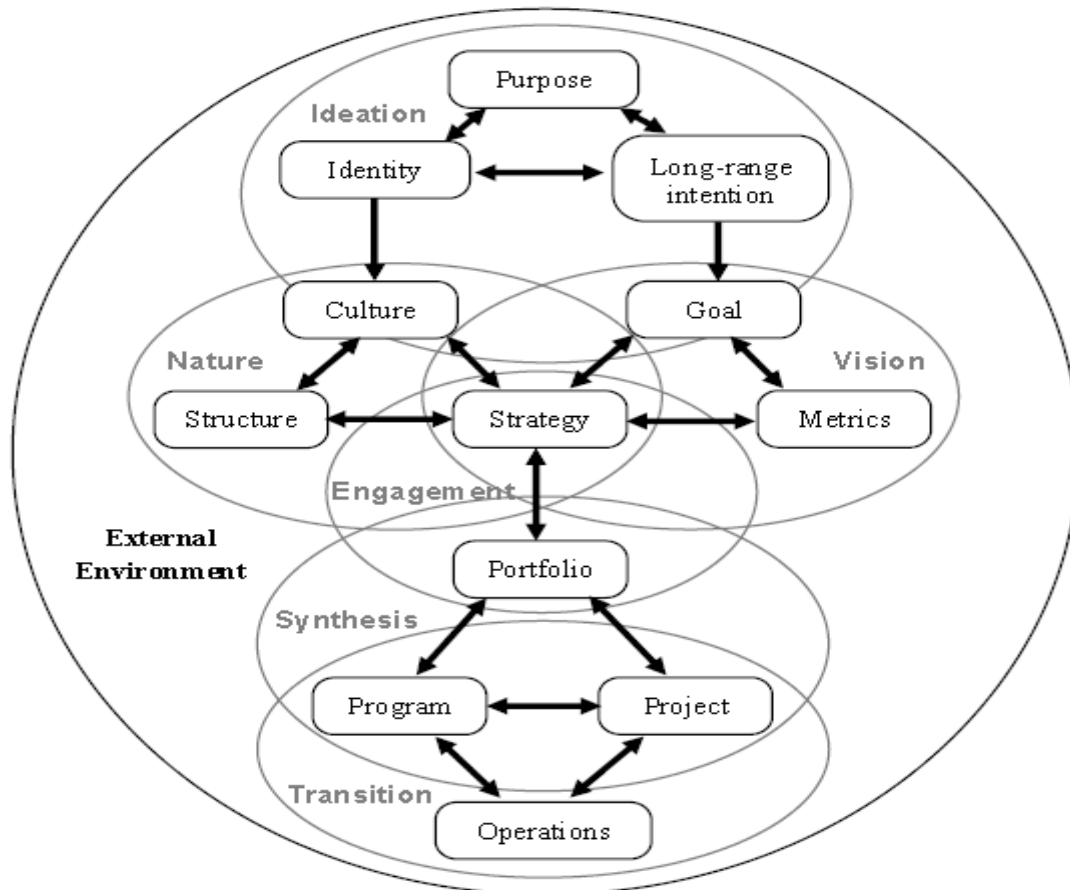 Purpose
Ideation
Identity
Long-range
intention
Culture
Goal
Nature
Vision
Structure
Strategy
Metrics
Engagement
External
Environment
Portfolio
Synthesis
Program
Project
Transition
Operations